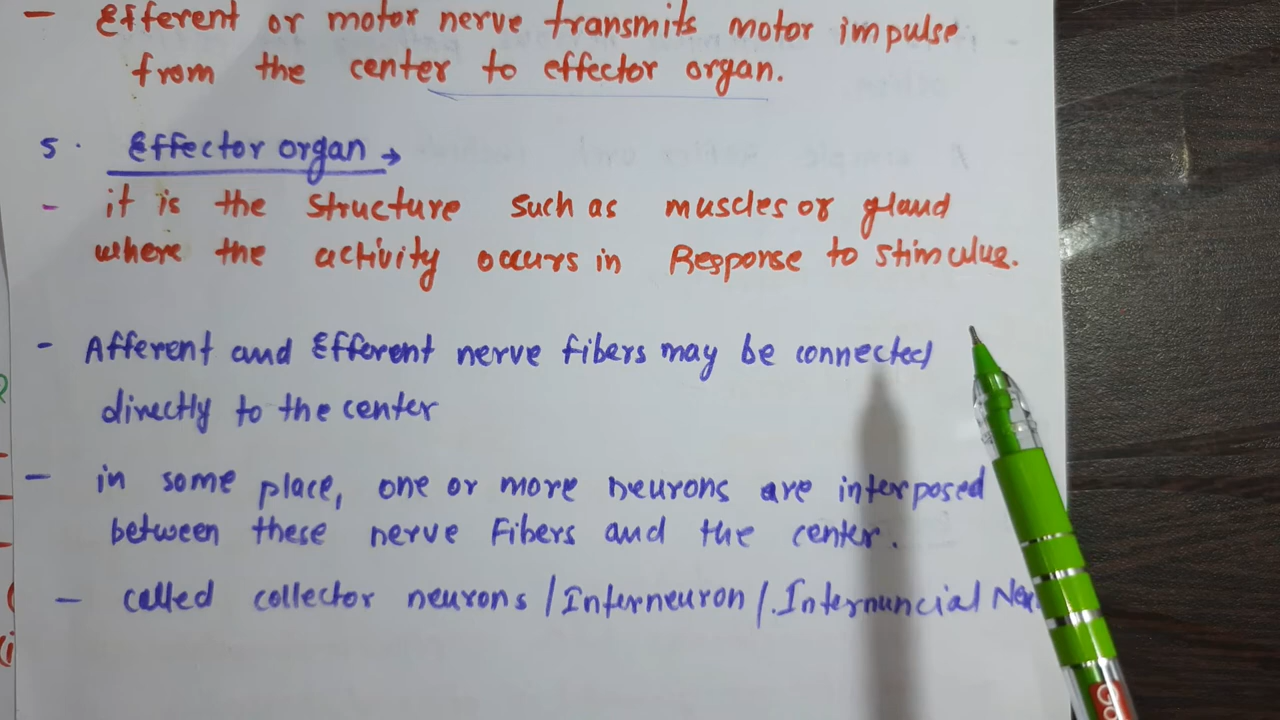 - Efferent or motor nerve transmits motor impulse
from the center to effector organ.
5. Effector organ →
- it is the structure such as muscles or gland
where the activity occurs in Response to stimulus.
- Afferent and Efferent nerve fibers may be connected
directly to the center
- in some place, one or more neurons are interposed
between these nerve Fibers and the center.
- called collector neurons / Interneuron /. Internuncial